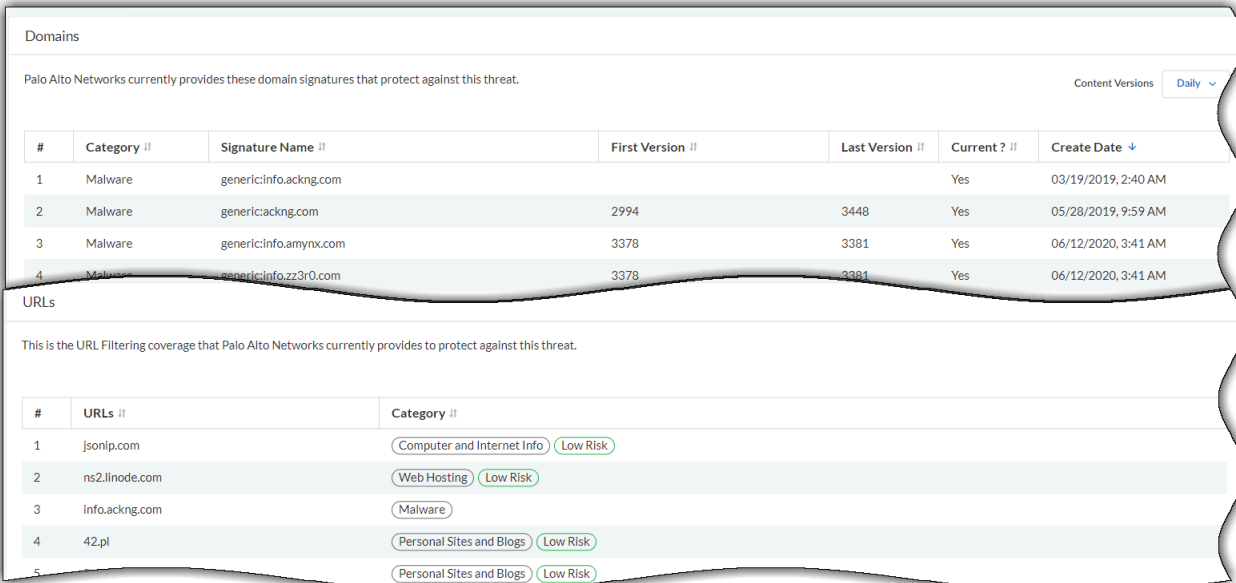 Domains
Palo Alto Networks currently provides these domain signatures that protect against this threat.
Content Versions Daily
# Category Signature Name First Version Last Version Current ? Create Date
1 Malware generic:info.ackng.com Yes 03/19/2019, 2:40 AM
2 Malware generic:ackng.com 2994 3448 Yes 05/28/2019, 9:59 AM
3 Malware generic:info.amynx.com 3378 3381 Yes 06/12/2020, 3:41 AM
4 Malware generic:info.zz3r0.com 3378 3381 Yes 06/12/2020, 3:41 AM
URLs
This is the URL Filtering coverage that Palo Alto Networks currently provides to protect against this threat.
# URLs Category
1 jsonip.com Computer and Internet Info Low Risk
2 ns2.linode.com Web Hosting Low Risk
3 info.ackng.com Malware
4 42.pl Personal Sites and Blogs Low Risk
5 Personal Sites and Blogs Low Risk